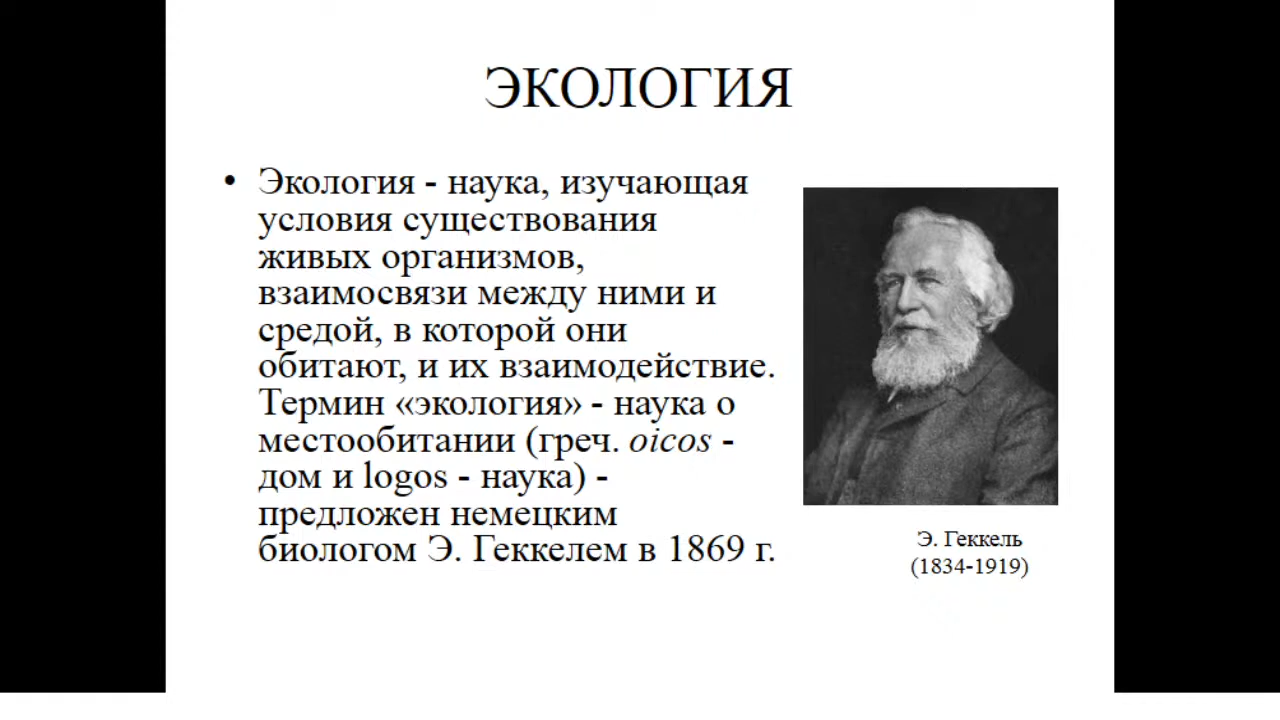 ЭКОЛОГИЯ
• Экология - наука, изучающая
условия существования
живых организмов,
взаимосвязи между ними и
средой, в которой они
обитают, и их взаимодействие.
Термин «экология» - наука о
местообитании (греч. oicos -
дом и logos - наука) -
предложен немецким
биологом Э. Геккелем в 1869 г.
Э. Геккель
(1834-1919)